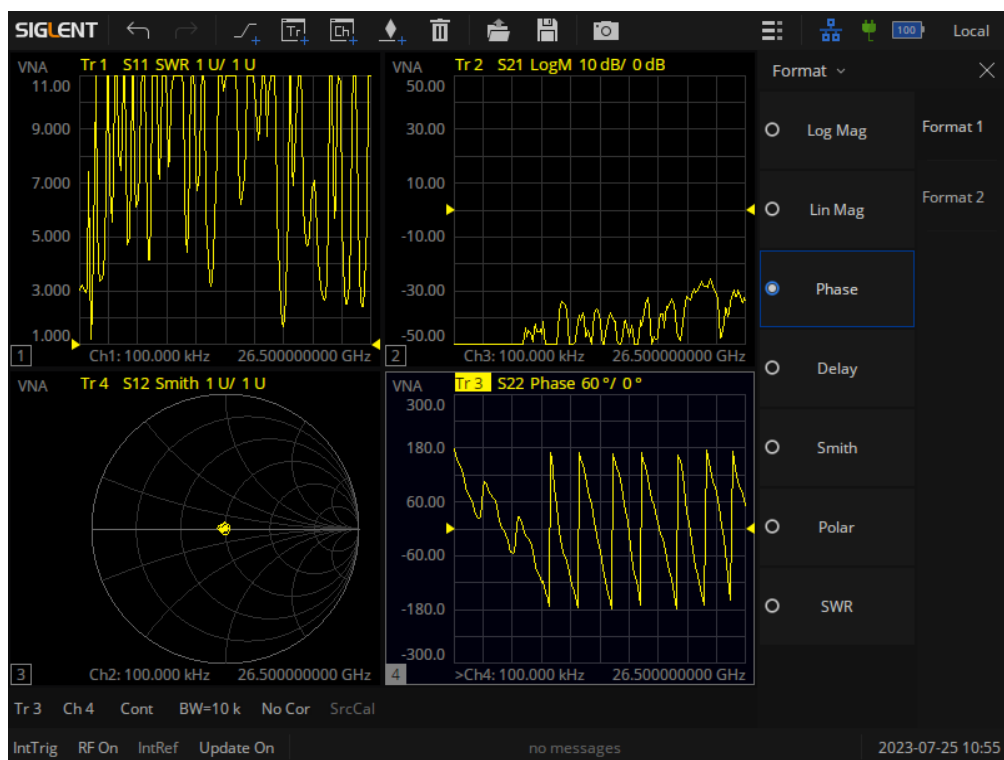 SIGLENT Tr Ch 100 Local
VNA Tr 1 S11 SWR 1 U/ 1 U
11.00
9.000
7.000
5.000
3.000
1.000
1 Ch1: 100.000 kHz 26.500000000 GHz
VNA Tr 2 S21 LogM 10 dB/ 0 dB
50.00
30.00
10.00
-10.00
-30.00
-50.00
2 Ch3: 100.000 kHz 26.500000000 GHz
VNA Tr 4 S12 Smith 1 U/ 1 U
3 Ch2: 100.000 kHz 26.500000000 GHz
VNA Tr 3 S22 Phase 60 °/ 0 °
300.0
180.0
60.00
-60.00
-180.0
-300.0
4 >Ch4: 100.000 kHz 26.500000000 GHz
Format
Log Mag
Lin Mag
Phase
Delay
Smith
Polar
SWR
Format 1
Format 2
Tr 3 Ch 4 Cont BW=10 k No Cor SrcCal
IntTrig RF On IntRef Update On no messages 2023-07-25 10:55